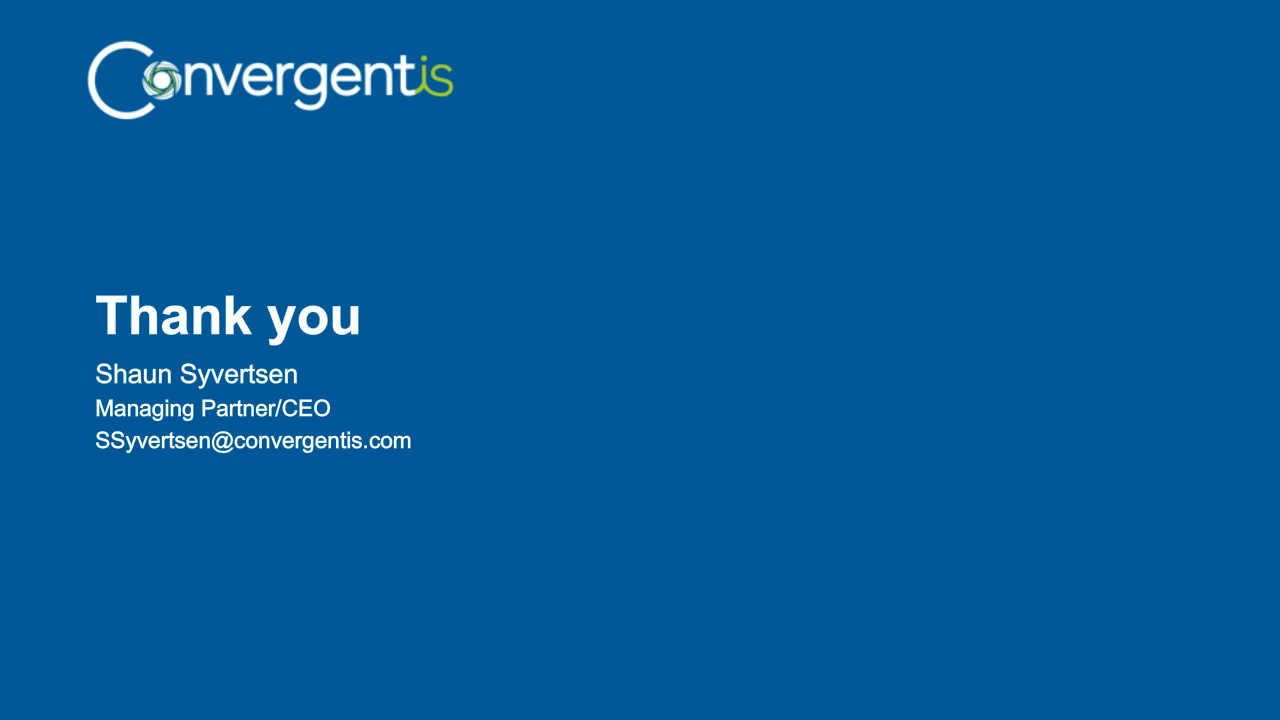 Convergentis
Thank you
Shaun Syvertsen
Managing Partner/CEO
SSyvertsen@convergentis.com